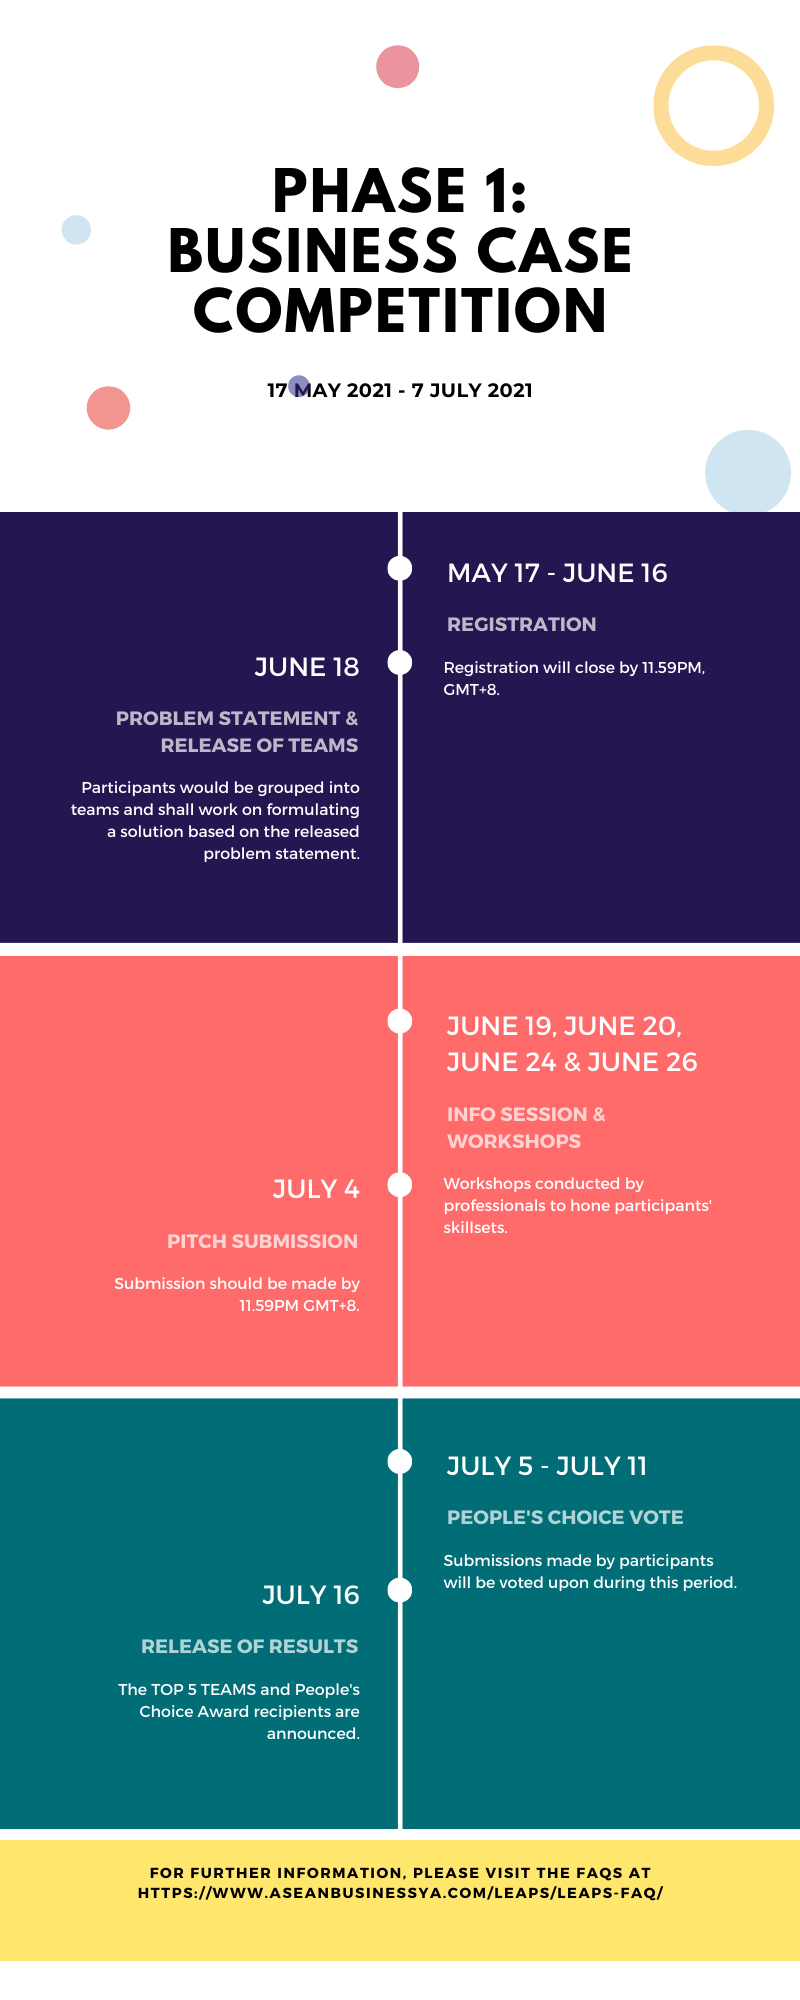 PHASE 1:
BUSINESS CASE
COMPETITION
17 MAY 2021 - 7 JULY 2021
MAY 17 - JUNE 16
REGISTRATION
Registration will close by 11.59PM,
GMT+8.
JUNE 18
PROBLEM STATEMENT &
RELEASE OF TEAMS
Participants would be grouped into
teams and shall work on formulating
a solution based on the released
problem statement.
JUNE 19, JUNE 20,
JUNE 24 & JUNE 26
INFO SESSION &
WORKSHOPS
Workshops conducted by
professionals to hone participants'
skillsets.
JULY 4
PITCH SUBMISSION
Submission should be made by
11.59PM GMT+8.
JULY 5 - JULY 11
PEOPLE'S CHOICE VOTE
Submissions made by participants
will be voted upon during this period.
JULY 16
RELEASE OF RESULTS
The TOP 5 TEAMS and People's
Choice Award recipients are
announced.
FOR FURTHER INFORMATION, PLEASE VISIT THE FAQS AT
HTTPS://WWW.ASEANBUSINESSYA.COM/LEAPS/LEAPS-FAQ/